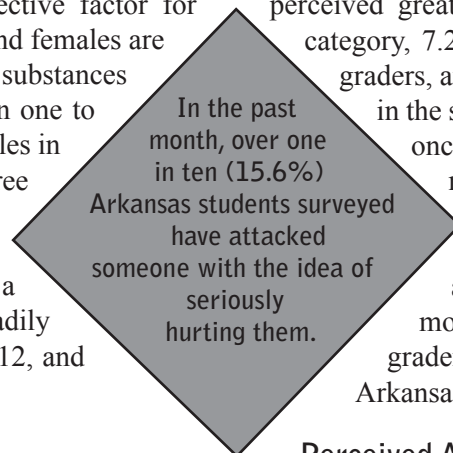 ective factor for
nd females are
substances
n one to
les in
ree
a
adily
12, and
In the past
month, over one
in ten (15.6%)
Arkansas students surveyed
have attacked
someone with the idea of
seriously
hurting them.
perceived great
category, 7.2
graders, a
in the s
onc
mo
grade
Arkansa
Perceived A